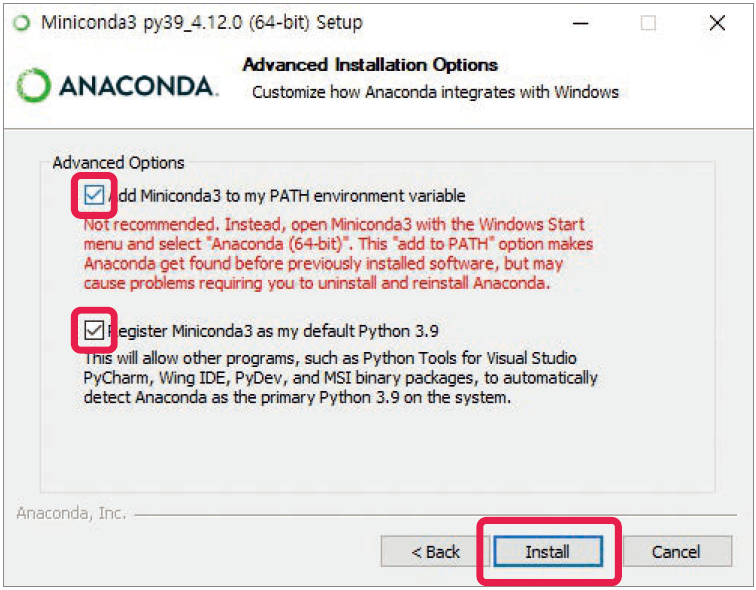 Miniconda3 py39_4.12.0 (64-bit) Setup
ANACONDA.
Advanced Installation Options
Customize how Anaconda integrates with Windows
Advanced Options
Add Miniconda3 to my PATH environment variable
Not recommended. Instead, open Miniconda3 with the Windows Start
menu and select "Anaconda (64-bit)". This "add to PATH" option makes
Anaconda get found before previously installed software, but may
cause problems requiring you to uninstall and reinstall Anaconda.
Register Miniconda3 as my default Python 3.9
This will allow other programs, such as Python Tools for Visual Studio
PyCharm, Wing IDE, PyDev, and MSI binary packages, to automatically
detect Anaconda as the primary Python 3.9 on the system.
Anaconda, Inc.
< Back
Install
Cancel